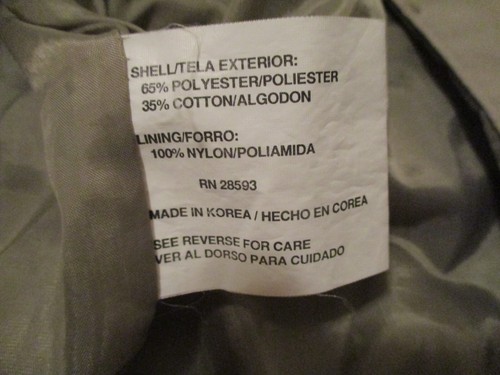 SHELL/TELA EXTERIOR:
65% POLYESTER/POLIESTER
35% COTTON/ALGODON
LINING/FORRO:
100% NYLON/POLIAMIDA
RN 28593
MADE IN KOREA / HECHO EN COREA
SEE REVERSE FOR CARE
VER AL DORSO PARA CUIDADO